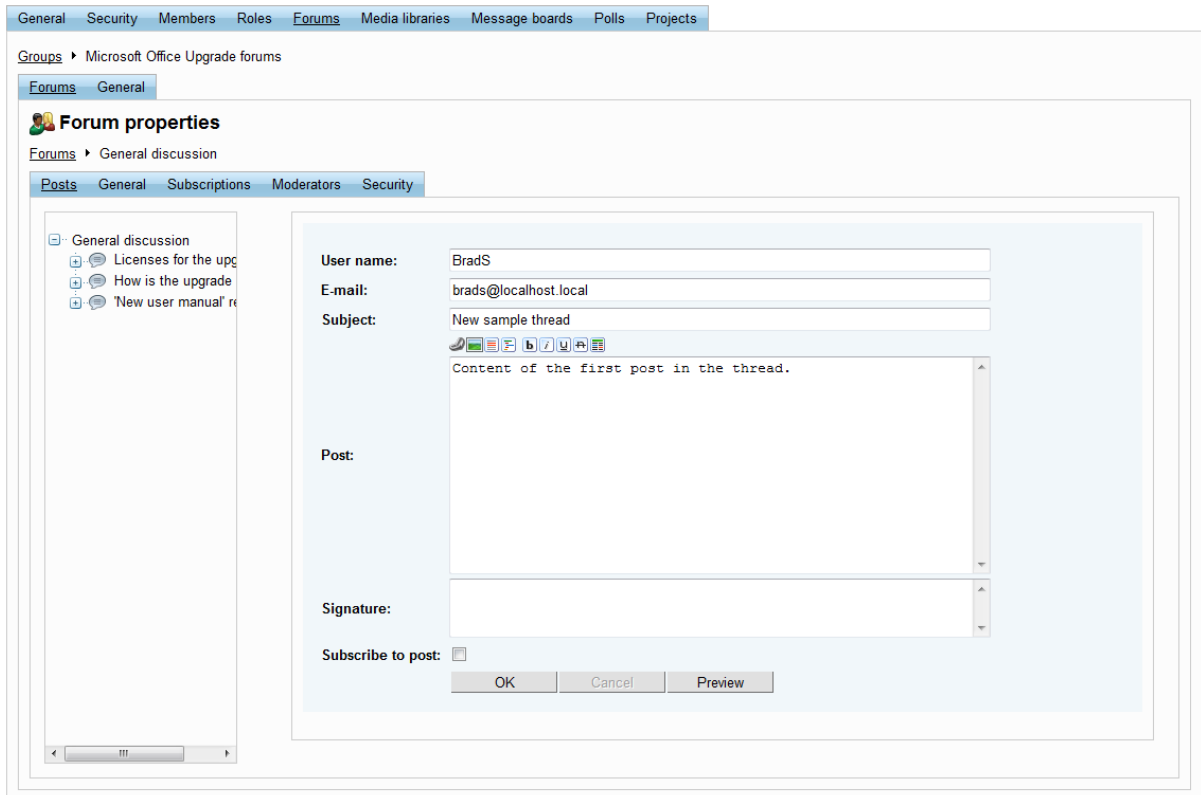 General Security Members Roles Forums Media libraries Message boards Polls Projects
Groups Microsoft Office Upgrade forums
Forums General
Forum properties
Forums General discussion
Posts General Subscriptions Moderators Security
General discussion
Licenses for the upg
How is the upgrade
'New user manual' re
User name: BradS
E-mail: brads@localhost.local
Subject: New sample thread
b i U
Content of the first post in the thread.
Post:
Signature:
Subscribe to post:
OK Cancel Preview